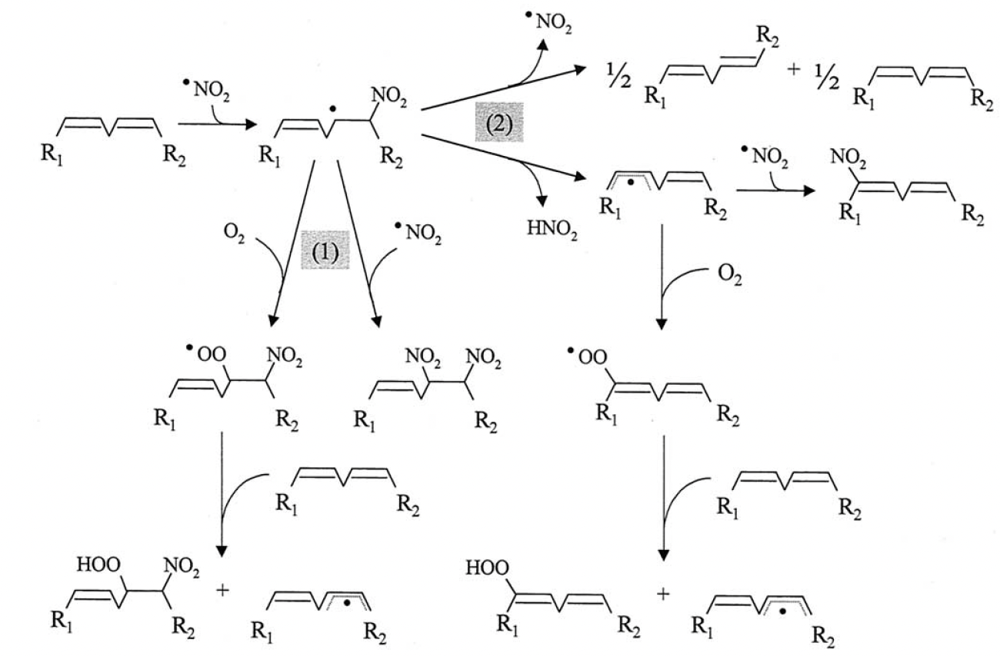 •NO₂
R₂
½
R₁
+ ½
R₁
R₂
•NO₂
R₁
R₂
•
NO₂
R₁
R₂
(2)
•
R₁
R₂
•NO₂
NO₂
R₁
R₂
HNO₂
O₂
(1)
•NO₂
O₂
•OO
NO₂
R₁
R₂
NO₂
NO₂
R₁
R₂
•OO
R₁
R₂
R₁
R₂
R₁
R₂
HOO
NO₂
R₁
R₂
+
•
R₁
R₂
HOO
R₁
R₂
+
•
R₁
R₂